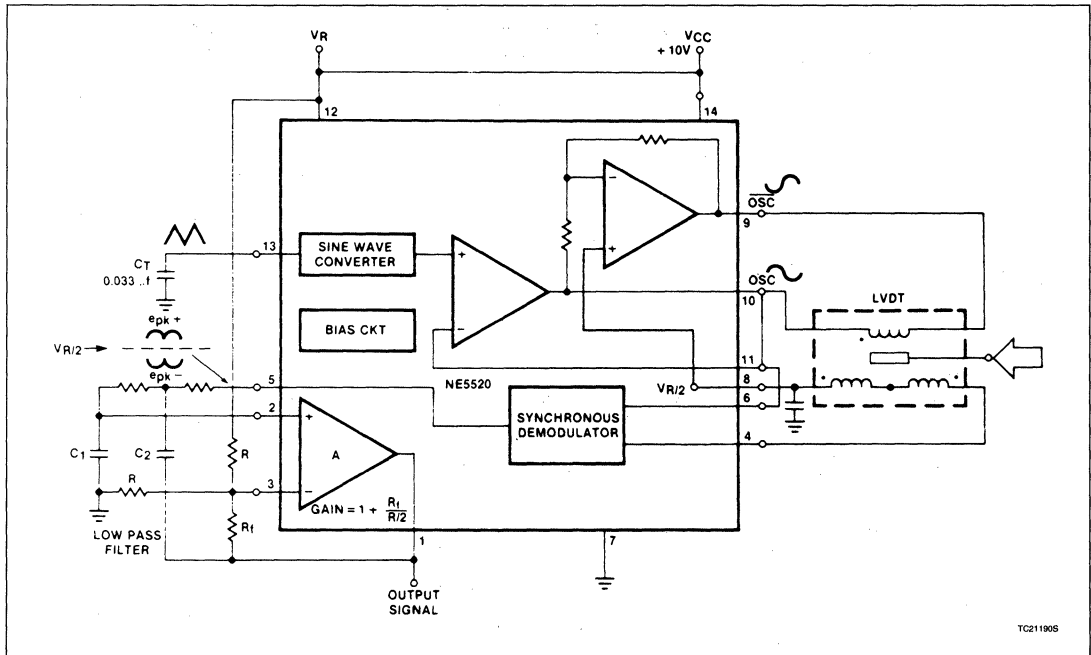 VR
VCC
+ 10V
12
14
OSC
9
13
SINE WAVE
CONVERTER
+
−
−
+
CT
0.033 ..f
OSC
10
LVDT
BIAS CKT
epk +
VR/2
epk −
11
5
NE5520
VR/2
8
6
2
SYNCHRONOUS
DEMODULATOR
4
+
A
−
C1
C2
R
R
3
GAIN = 1 + Rf
R/2
LOW PASS
FILTER
Rf
1
7
OUTPUT
SIGNAL
TC21190S